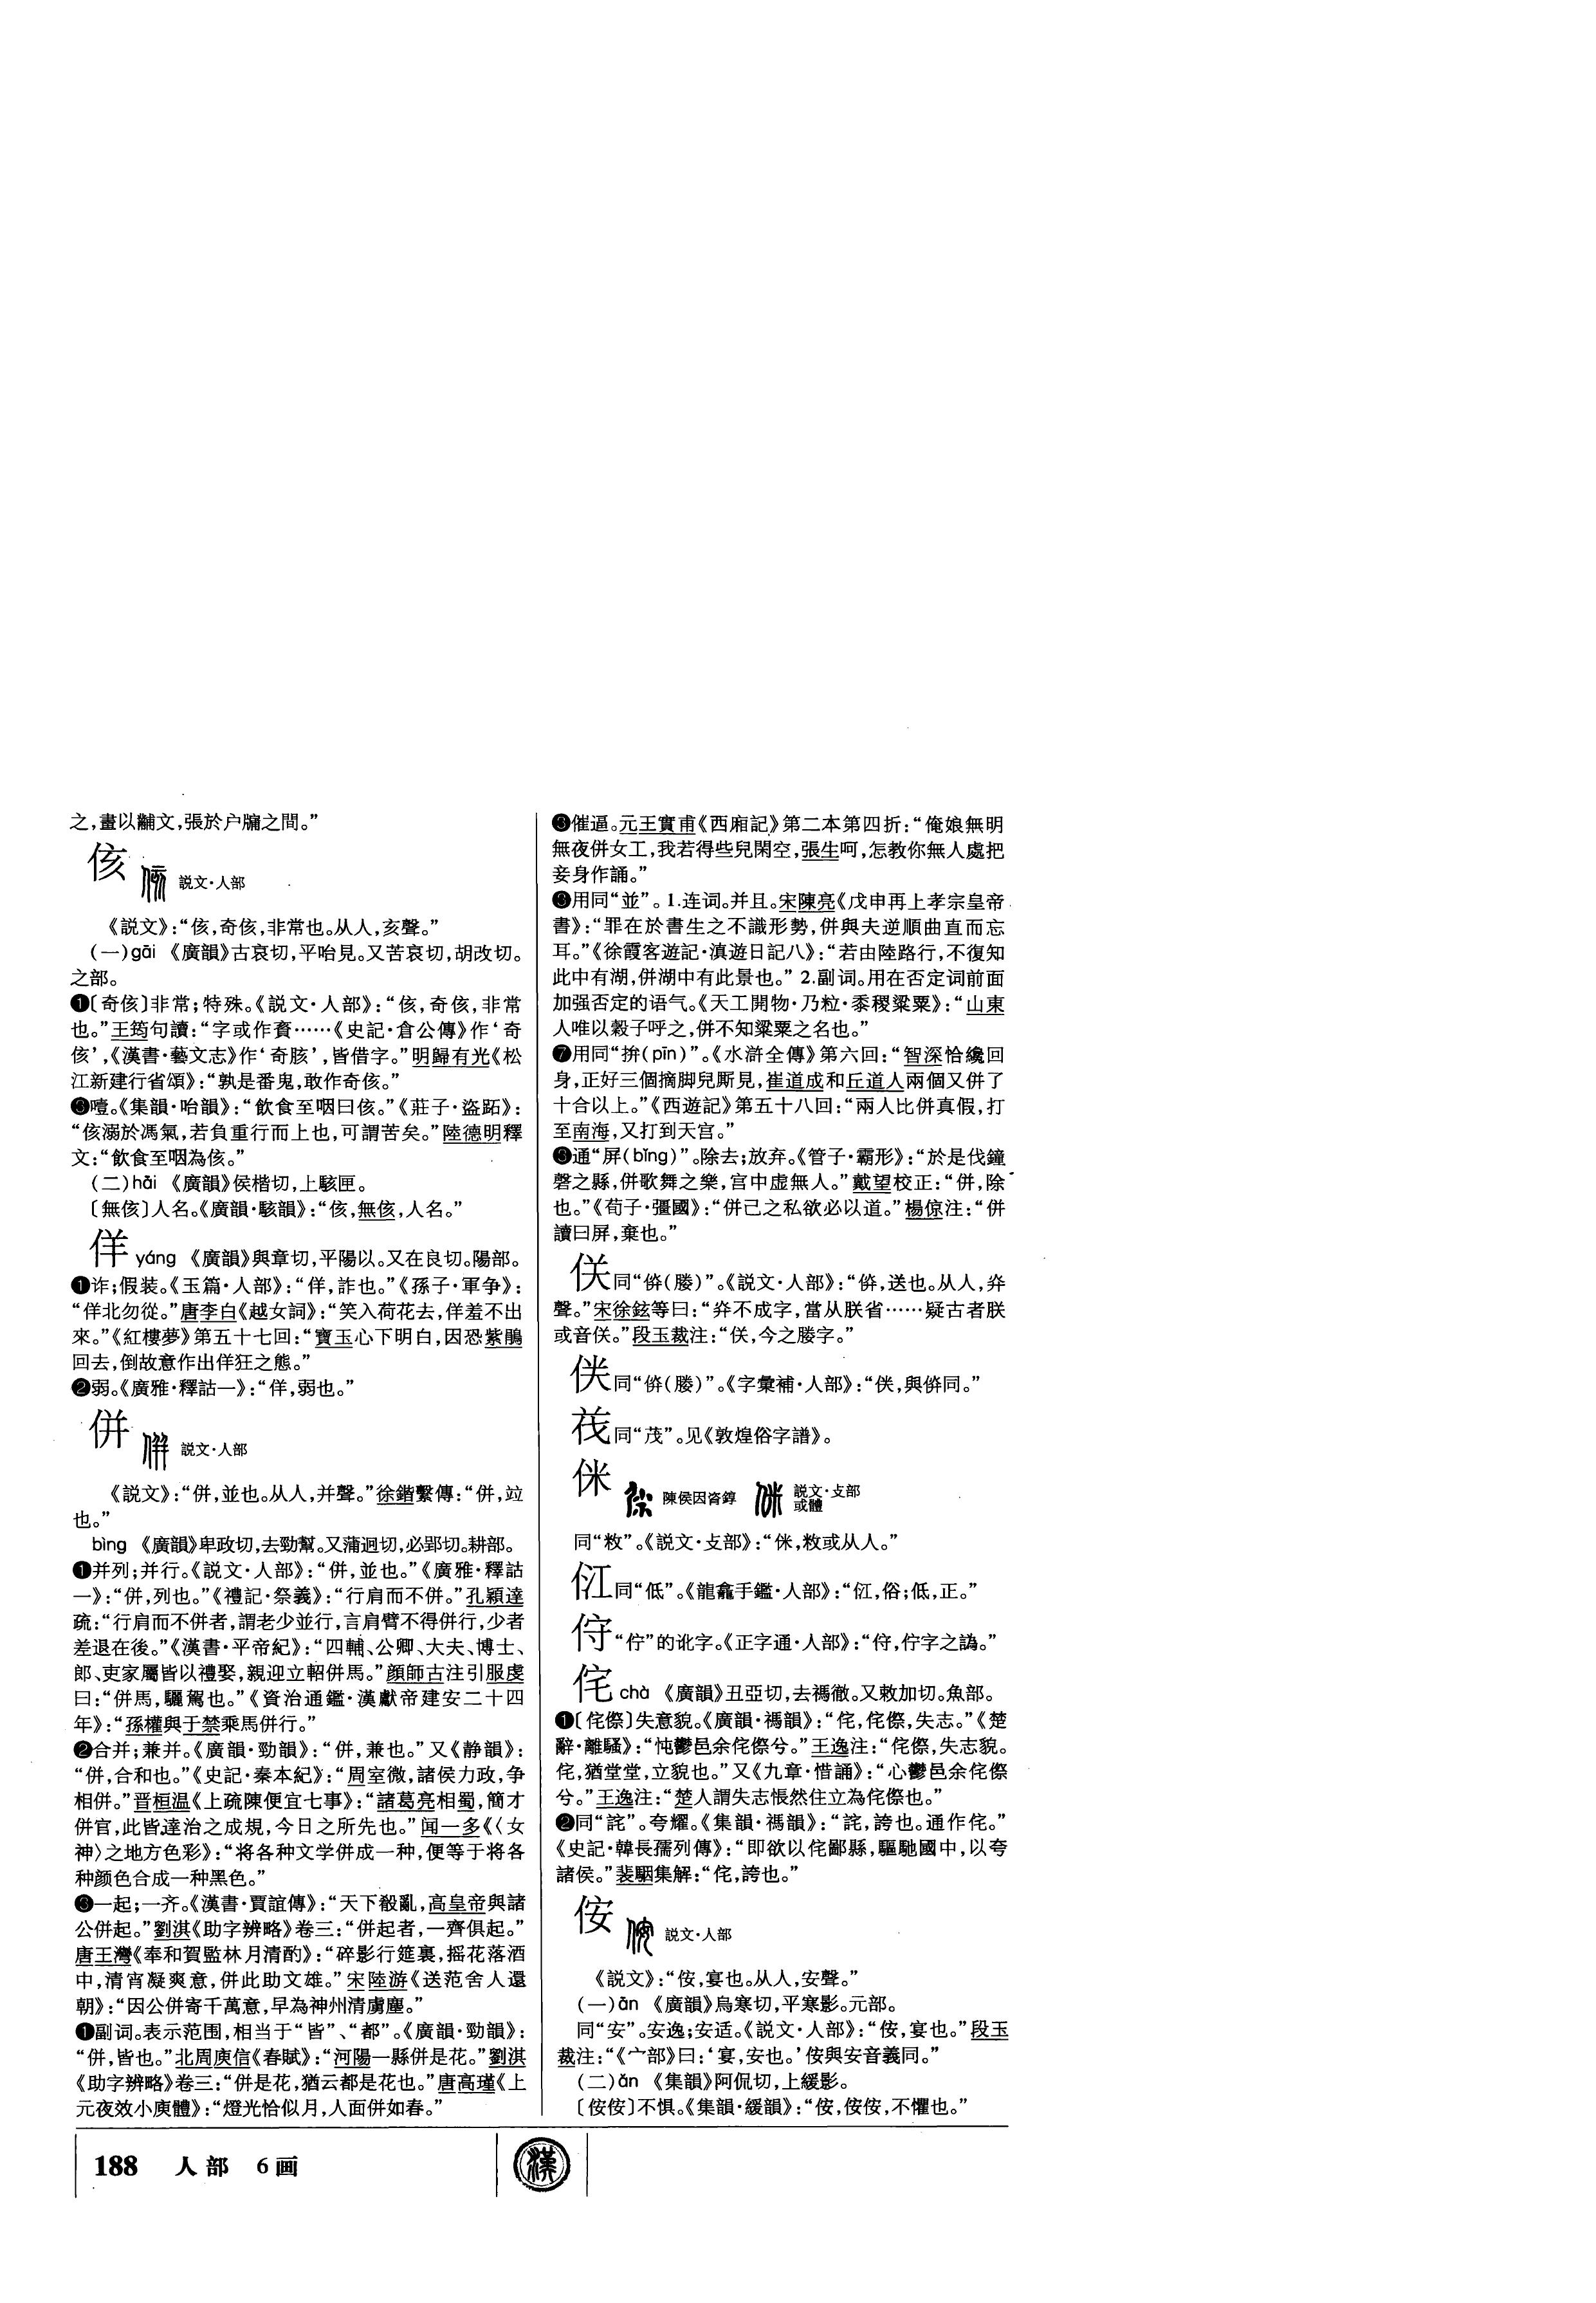 之，畫以黼文，張於户牖之間。”
侅 説文·人部
《説文》：“侅，奇侅，非常也。从人，亥聲。”
（一）gāi 《廣韻》古哀切，平咍見。又苦哀切，胡改切。
之部。
❶〔奇侅〕非常；特殊。《説文·人部》：“侅，奇侅，非常
也。”王筠句讀：“字或作賌……《史記·倉公傳》作‘奇
侅’，《漢書·藝文志》作‘奇胲’，皆借字。”明歸有光《松
江新建行省頌》：“孰是番鬼，敢作奇侅。”
噎。《集韻·咍韻》：“飲食至咽曰侅。”《莊子·盗跖》：
“侅溺於馮氣，若負重行而上也，可謂苦矣。”陸德明釋
文：“飲食至咽為侅。”
（二）hǎi 《廣韻》侯楷切，上駭匣。
〔無侅〕人名。《廣韻·駭韻》：“侅，無侅，人名。”
佯 yáng 《廣韻》與章切，平陽以。又在良切。陽部。
❶诈；假装。《玉篇·人部》：“佯，詐也。”《孫子·軍争》：
“佯北勿從。”唐李白《越女詞》：“笑入荷花去，佯羞不出
來。”《紅樓夢》第五十七回：“寶玉心下明白，因恐紫鵑
回去，倒故意作出佯狂之態。”
❷弱。《廣雅·釋詁一》：“佯，弱也。”
併 説文·人部
《説文》：“併，並也。从人，并聲。”徐鍇繫傳：“併，竝
也。”
bìng 《廣韻》卑政切，去勁幫。又蒲迥切，必郢切。耕部。
❶并列；并行。《説文·人部》：“併，並也。”《廣雅·釋詁
一》：“併，列也。”《禮記·祭義》：“行肩而不併。”孔穎達
疏：“行肩而不併者，謂老少並行，言肩臂不得併行，少者
差退在後。”《漢書·平帝紀》：“四輔、公卿、大夫、博士、
郎、吏家屬皆以禮娶，親迎立軺併馬。”顔師古注引服虔
曰：“併馬，驪駕也。”《資治通鑑·漢獻帝建安二十四
年》：“孫權與于禁乘馬併行。”
❷合并；兼并。《廣韻·勁韻》：“併，兼也。”又《静韻》：
“併，合和也。”《史記·秦本紀》：“周室微，諸侯力政，争
相併。”晋桓温《上疏陳便宜七事》：“諸葛亮相蜀，簡才
併官，此皆達治之成規，今日之所先也。”闻一多《〈女
神〉之地方色彩》：“将各种文学併成一种，便等于将各
种颜色合成一种黑色。”
❸一起；一齐。《漢書·賈誼傳》：“天下殽亂，高皇帝與諸
公併起。”劉淇《助字辨略》卷三：“併起者，一齊俱起。”
唐王灣《奉和賀監林月清酌》：“碎影行筵裏，摇花落酒
中，清宵凝爽意，併此助文雄。”宋陸游《送范舍人還
朝》：“因公併寄千萬意，早為神州清虜塵。”
副词。表示范围，相当于“皆”、“都”。《廣韻·勁韻》：
“併，皆也。”北周庾信《春賦》：“河陽一縣併是花。”劉淇
《助字辨略》卷三：“併是花，猶云都是花也。”唐高瑾《上
元夜效小庾體》：“燈光恰似月，人面併如春。”
催逼。元王實甫《西廂記》第二本第四折：“俺娘無明
無夜併女工，我若得些兒閑空，張生呵，怎教你無人處把
妾身作誦。”
用同“並”。1.连词。并且。宋陳亮《戊申再上孝宗皇帝
書》：“罪在於書生之不識形勢，併與夫逆順曲直而忘
耳。”《徐霞客遊記·滇遊日記八》：“若由陸路行，不復知
此中有湖，併湖中有此景也。”2.副词。用在否定词前面
加强否定的语气。《天工開物·乃粒·黍稷粱粟》：“山東
人唯以穀子呼之，併不知粱粟之名也。”
❼用同“拚（pīn）”。《水滸全傳》第六回：“智深恰纔回
身，正好三個摘脚兒厮見，崔道成和丘道人兩個又併了
十合以上。”《西遊記》第五十八回：“兩人比併真假，打
至南海，又打到天宫。”
通“屏（bǐng）”。除去；放弃。《管子·霸形》：“於是伐鐘
磬之縣，併歌舞之樂，宫中虚無人。”戴望校正：“併，除
也。”《荀子·彊國》：“併己之私欲必以道。”楊倞注：“併
讀曰屏，棄也。”
佚同“㑞（媵）”。《説文·人部》：“㑞，送也。从人，灷
聲。”宋徐鉉等曰：“灷不成字，當从朕省……疑古者朕
或音。”段玉裁注：“，今之媵字。”
同“㑞（媵）”。《字彙補·人部》：“，與㑞同。”
茷同“茂”。见《敦煌俗字譜》。
侎 陳侯因𬁼錞 説文·攴部
或體
同“敉”。《説文·攴部》：“侎，敉或从人。”
同“低”。《龍龕手鑑·人部》：“，俗；低，正。”
侍“佇”的讹字。《正字通·人部》：“，佇字之譌。”
侘 chà 《廣韻》丑亞切，去禡徹。又敕加切。魚部。
❶〔侘傺〕失意貌。《廣韻·禡韻》：“侘，侘傺，失志。”《楚
辭·離騷》：“忳鬱邑余侘傺兮。”王逸注：“侘傺，失志貌。
侘，猶堂堂，立貌也。”又《九章·惜誦》：“心鬱邑余侘傺
兮。”王逸注：“楚人謂失志悵然住立為侘傺也。”
❷同“詫”。夸耀。《集韻·禡韻》：“詫，誇也。通作侘。”
《史記·韓長孺列傳》：“即欲以侘鄙縣，驅馳國中，以夸
諸侯。”裴駰集解：“侘，誇也。”
侒 説文·人部
《説文》：“侒，宴也。从人，安聲。”
（一）ān 《廣韻》烏寒切，平寒影。元部。
同“安”。安逸；安适。《説文·人部》：“侒，宴也。”段玉
裁注：“《宀部》曰：‘宴，安也。’侒與安音義同。”
（二）ǎn 《集韻》阿侃切，上緩影。
〔侒侒〕不惧。《集韻·緩韻》：“侒，侒侒，不懼也。”
188 人部 6画
漢